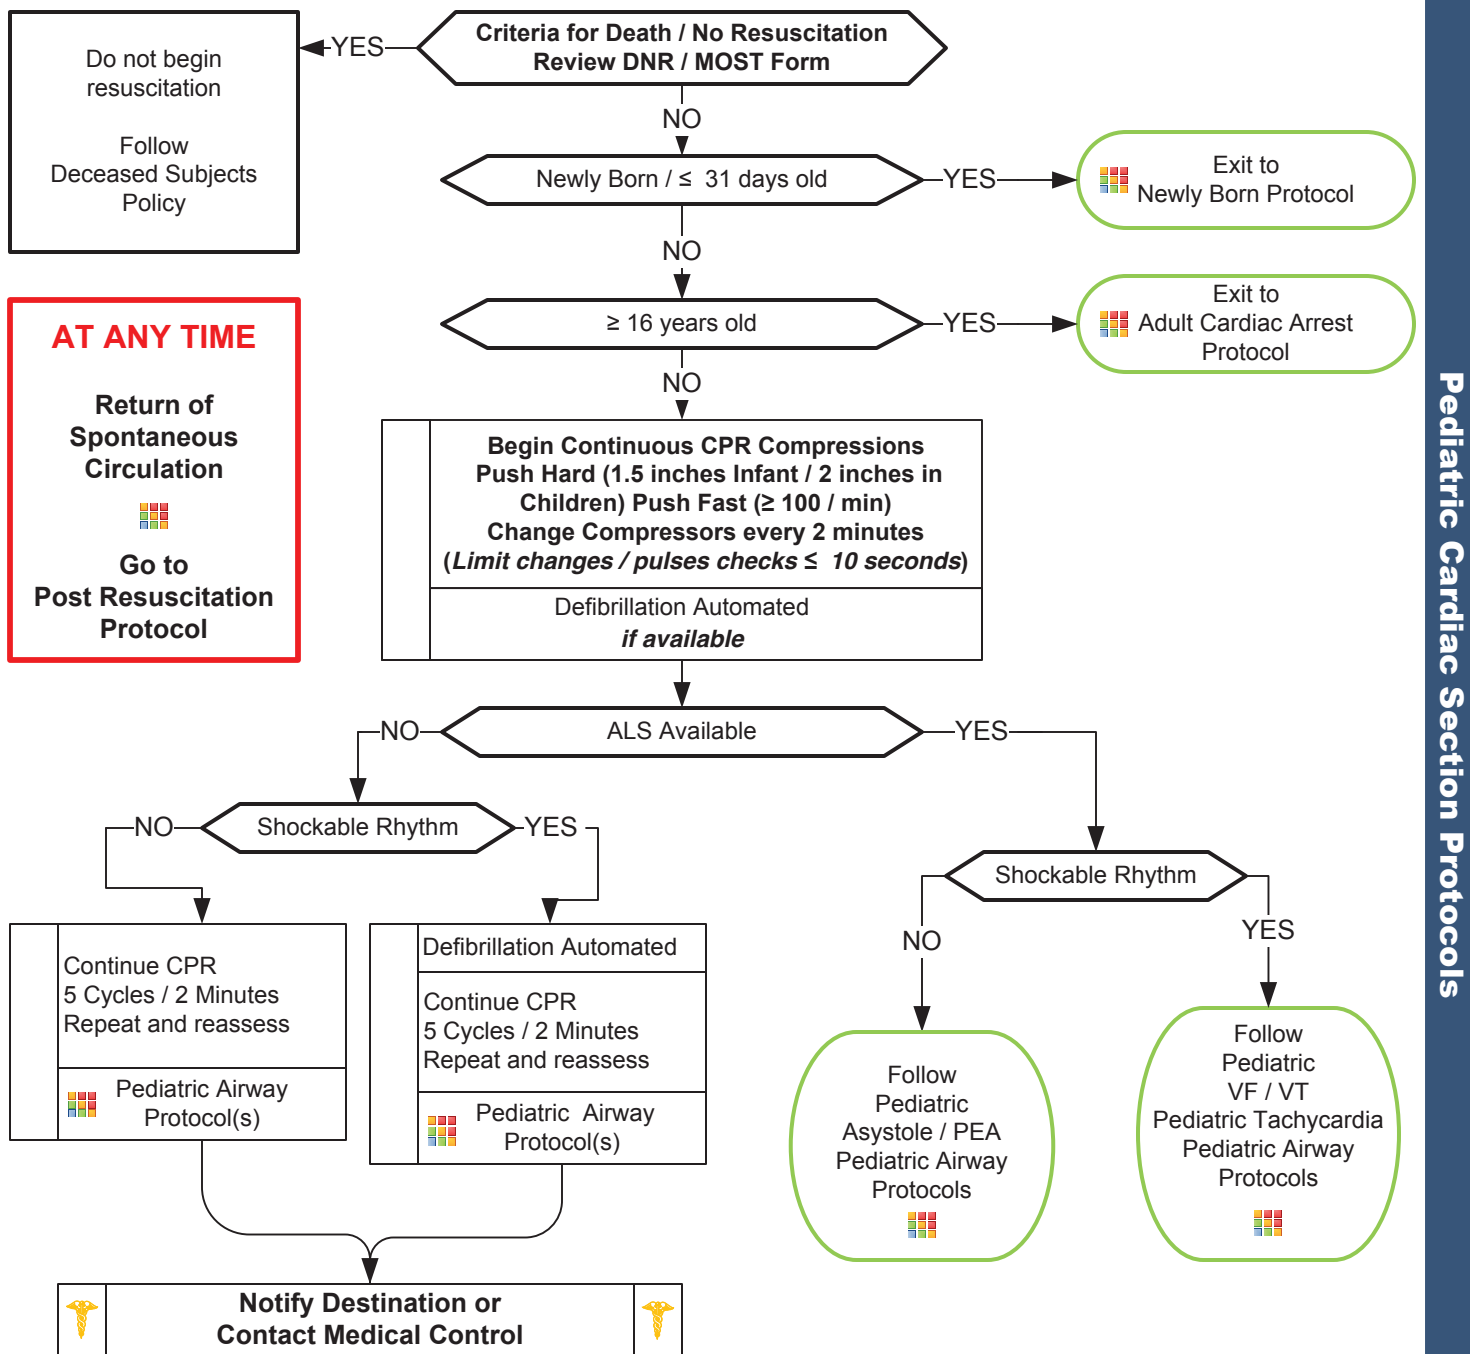 Criteria for Death / No Resuscitation
Review DNR / MOST Form
YES
Do not begin
resuscitation
Follow
Deceased Subjects
Policy
NO
Newly Born / ≤  31 days old
YES
Exit to
Newly Born Protocol
NO
≥ 16 years old
YES
Exit to
Adult Cardiac Arrest
Protocol
NO
AT ANY TIME
Return of
Spontaneous
Circulation
Go to
Post Resuscitation
Protocol
Begin Continuous CPR Compressions
Push Hard (1.5 inches Infant / 2 inches in
Children) Push Fast (≥ 100 / min)
Change Compressors every 2 minutes
(Limit changes / pulses checks ≤  10 seconds)
Defibrillation Automated
if available
ALS Available
NO
YES
Shockable Rhythm
NO
YES
Continue CPR
5 Cycles / 2 Minutes
Repeat and reassess
Pediatric Airway
Protocol(s)
Defibrillation Automated
Continue CPR
5 Cycles / 2 Minutes
Repeat and reassess
Pediatric  Airway
Protocol(s)
Shockable Rhythm
NO
YES
Follow
Pediatric
Asystole / PEA
Pediatric Airway
Protocols
Follow
Pediatric
VF / VT
Pediatric Tachycardia
Pediatric Airway
Protocols
Notify Destination or
Contact Medical Control
Pediatric Cardiac Section Protocols